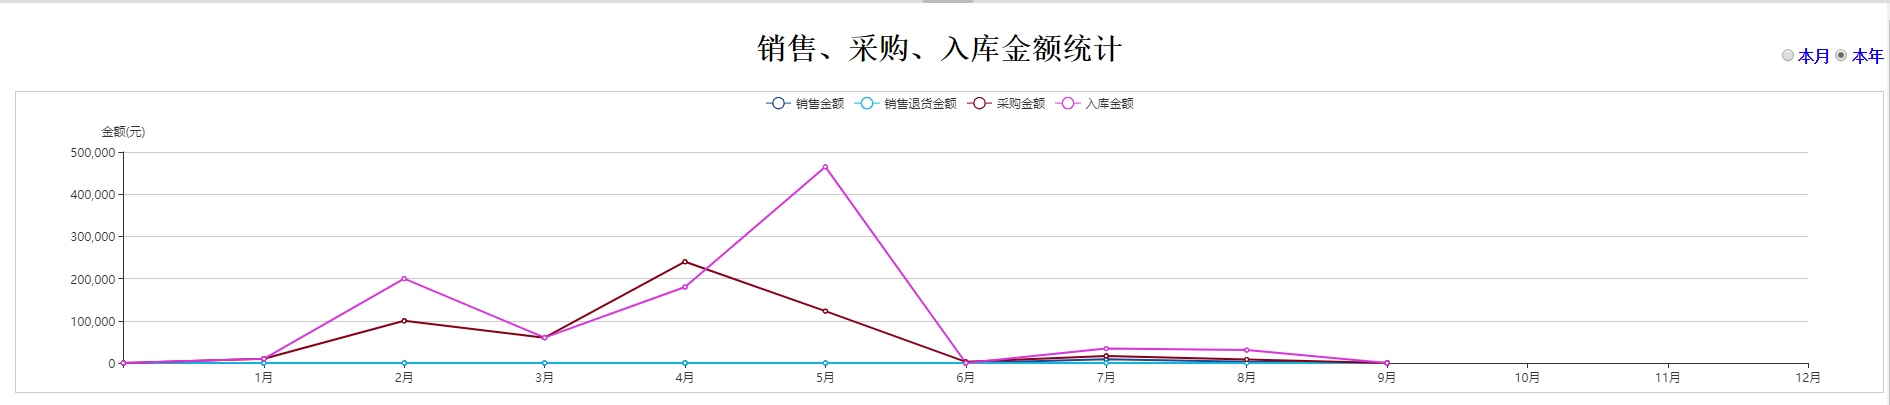 销售、采购、入库金额统计
本月 本年
销售金额 销售退货金额 采购金额 入库金额
金额(元)
500,000
400,000
300,000
200,000
100,000
0
1月 2月 3月 4月 5月 6月 7月 8月 9月 10月 11月 12月